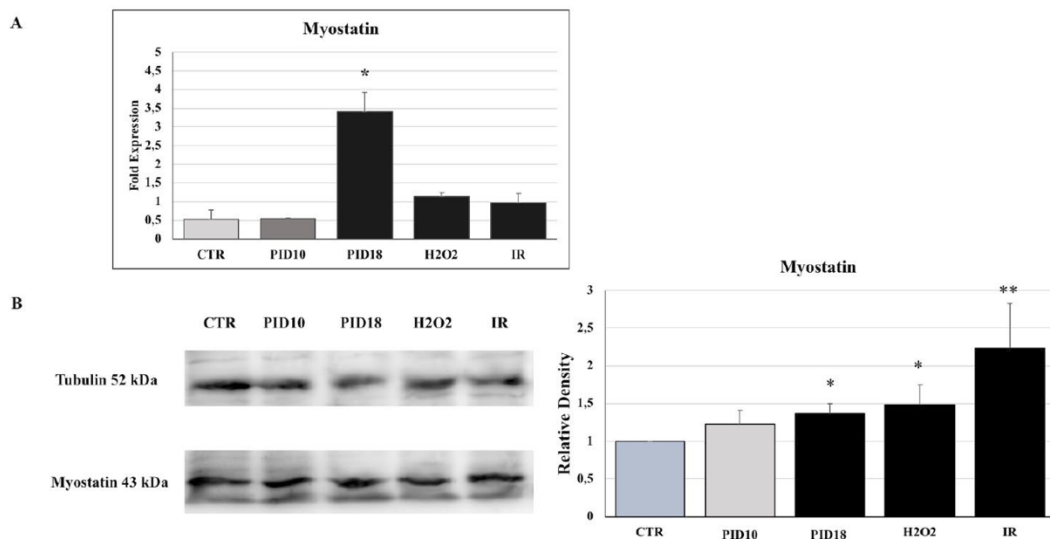 A
Myostatin
5
4,5
4
3,5
3
2,5
2
1,5
1
0,5
0
Fold Expression
*
CTR PID10 PID18 H2O2 IR
B
CTR PID10 PID18 H2O2 IR
Tubulin 52 kDa
Myostatin 43 kDa
Myostatin
3
2,5
2
1,5
1
0,5
0
Relative Density
* * **
CTR PID10 PID18 H2O2 IR